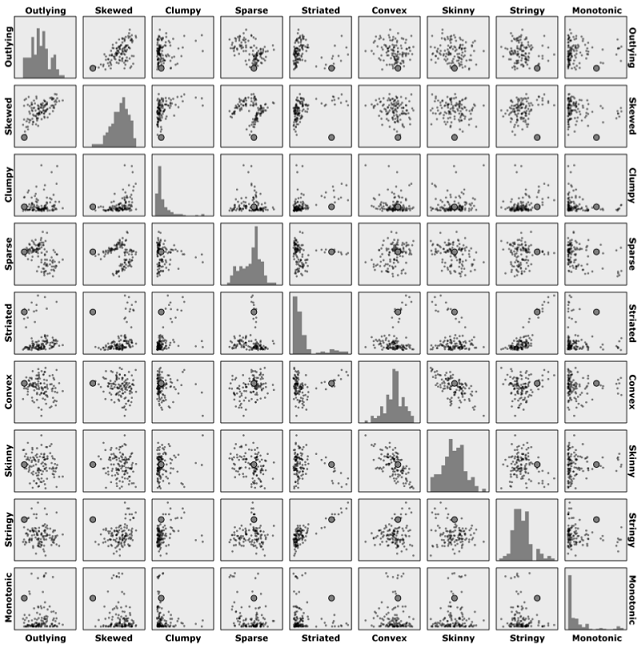 Outlying Skewed Clumpy Sparse Striated Convex Skinny Stringy Monotonic
Outlying Outlying
Skewed Skewed
Clumpy Clumpy
Sparse Sparse
Striated Striated
Convex Convex
Skinny Skinny
Stringy Stringy
Monotonic Monotonic
Outlying Skewed Clumpy Sparse Striated Convex Skinny Stringy Monotonic